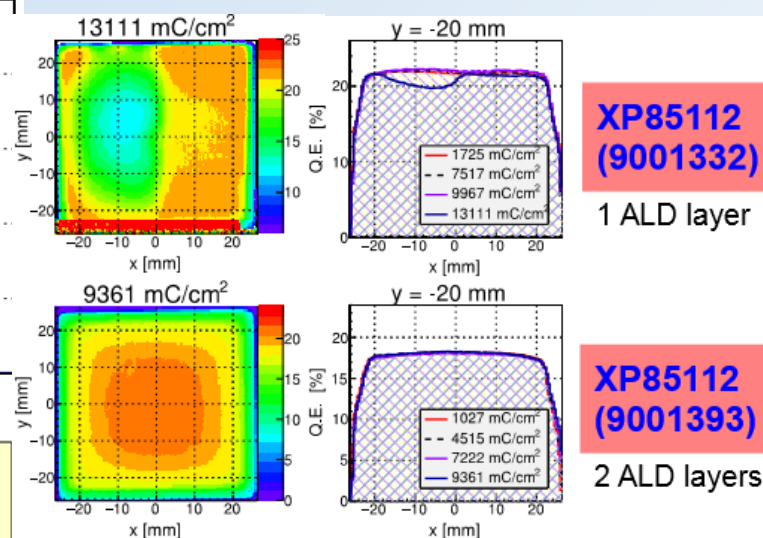 13111 mC/cm²
25
20
15
10
20
10
0
−10
−20
y [mm]
−20 −10 0 10 20
x [mm]
Q.E. [%]
y = -20 mm
20
10
0
1725 mC/cm²
7517 mC/cm²
9967 mC/cm²
13111 mC/cm²
−20 −10 0 10 20
x [mm]
XP85112
(9001332)
1 ALD layer
9361 mC/cm²
20
15
10
5
0
20
10
0
−10
−20
y [mm]
−20 −10 0 10 20
x [mm]
Q.E. [%]
y = -20 mm
20
15
10
5
0
1027 mC/cm²
4515 mC/cm²
7222 mC/cm²
9361 mC/cm²
−20 −10 0 10 20
x [mm]
XP85112
(9001393)
2 ALD layers